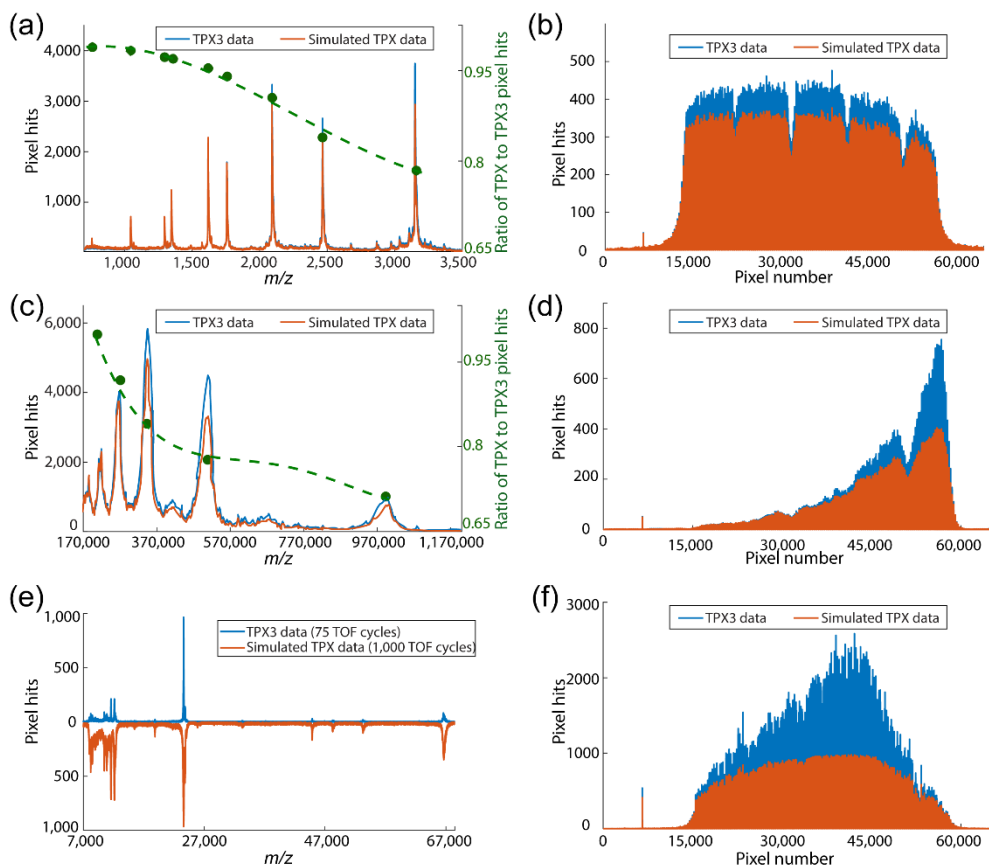 (a)
TPX3 data
Simulated TPX data
4,000
3,000
2,000
1,000
Pixel hits
0.95
0.8
0.65
Ratio of TPX to TPX3 pixel hits
1,000
1,500
2,000
2,500
3,000
3,500
m/z
(b)
TPX3 data
Simulated TPX data
500
400
300
200
100
0
Pixel hits
0
15,000
30,000
45,000
60,000
Pixel number
(c)
TPX3 data
Simulated TPX data
6,000
4,000
2,000
0
Pixel hits
0.95
0.8
0.65
Ratio of TPX to TPX3 pixel hits
170,000
370,000
570,000
770,000
970,000
1,170,000
m/z
(d)
TPX3 data
Simulated TPX data
800
600
400
200
0
Pixel hits
0
15,000
30,000
45,000
60,000
Pixel number
(e)
TPX3 data (75 TOF cycles)
Simulated TPX data (1,000 TOF cycles)
1,000
500
0
500
1,000
Pixel hits
7,000
27,000
47,000
67,000
m/z
(f)
TPX3 data
Simulated TPX data
3000
2000
1000
0
Pixel hits
0
15,000
30,000
45,000
60,000
Pixel number